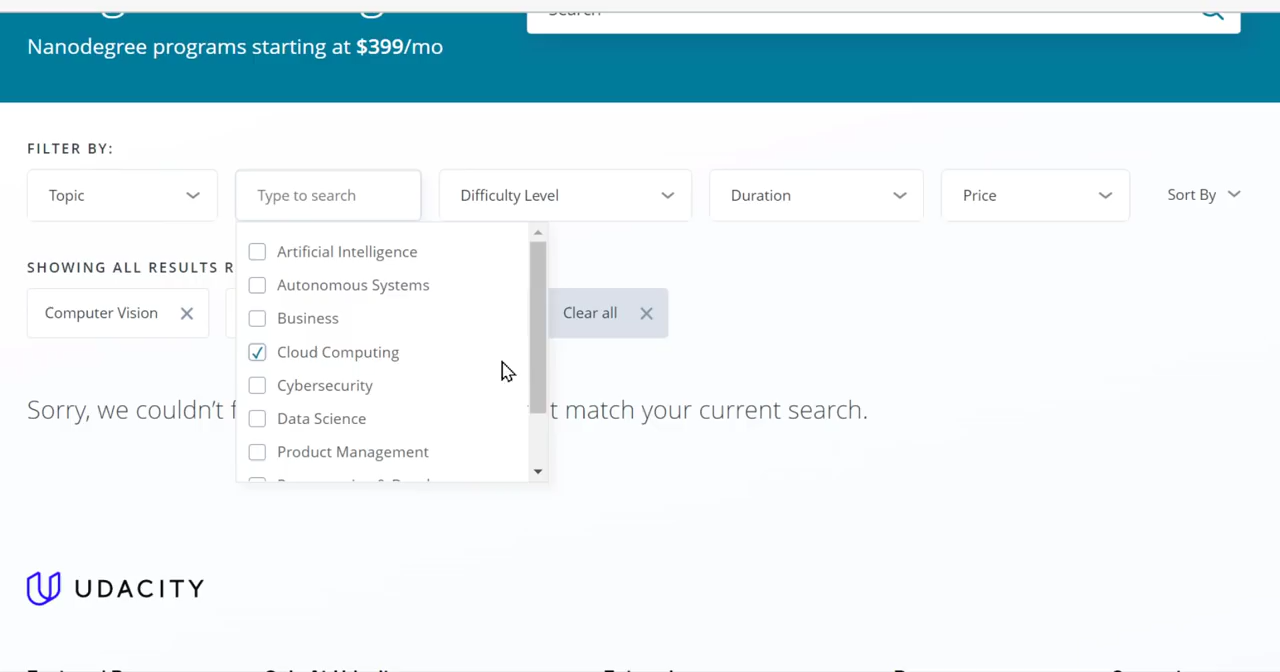 Search
Nanodegree programs starting at $399/mo
FILTER BY:
Topic
Type to search
Difficulty Level
Duration
Price
Sort By
Artificial Intelligence
Autonomous Systems
SHOWING ALL RESULTS
Computer Vision
Business
Clear all
Cloud Computing
Cybersecurity
Sorry, we couldn't
match your current search.
Data Science
Product Management
UDACITY